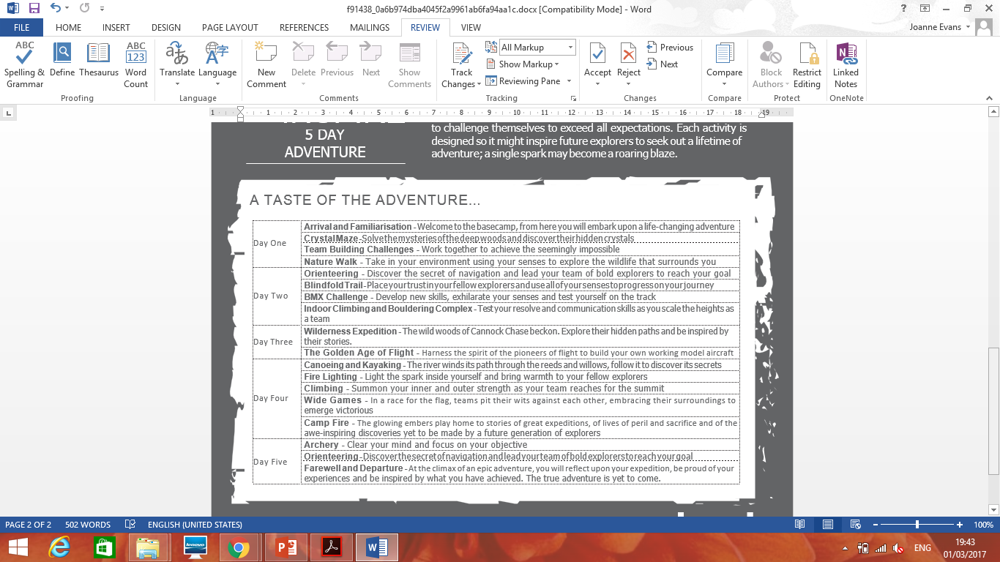 f91438_0a6b974dba4045f2a9961ab6fa94aa1c.docx [Compatibility Mode] - Word
FILE HOME INSERT DESIGN PAGE LAYOUT REFERENCES MAILINGS REVIEW VIEW Joanne Evans
ABC Spelling & Grammar Define Thesaurus ABC 123 Word Count Translate Language New Comment Delete Previous Next Show Comments Track Changes All Markup Show Markup Reviewing Pane Accept Reject Previous Next Compare Block Authors Restrict Editing Linked Notes
Proofing Language Comments Tracking Changes Compare Protect OneNote
1 1 2 3 4 5 6 7 8 9 10 11 12 13 14 15 16 17 18 19
5 DAY
ADVENTURE
to challenge themselves to exceed all expectations. Each activity is
designed so it might inspire future explorers to seek out a lifetime of
adventure; a single spark may become a roaring blaze.
A TASTE OF THE ADVENTURE...
Day One
Arrival and Familiarisation - Welcome to the basecamp, from here you will embark upon a life-changing adventure
Crystal Maze - Solve the mysteries of the deep woods and discover their hidden crystals
Team Building Challenges - Work together to achieve the seemingly impossible
Nature Walk - Take in your environment using your senses to explore the wildlife that surrounds you
Day Two
Orienteering - Discover the secret of navigation and lead your team of bold explorers to reach your goal
Blindfold Trail - Place your trust in your fellow explorers and use all of your senses to progress on your journey
BMX Challenge - Develop new skills, exhilarate your senses and test yourself on the track
Indoor Climbing and Bouldering Complex - Test your resolve and communication skills as you scale the heights as
a team
Day Three
Wilderness Expedition - The wild woods of Cannock Chase beckon. Explore their hidden paths and be inspired by
their stories.
The Golden Age of Flight - Harness the spirit of the pioneers of flight to build your own working model aircraft
Day Four
Canoeing and Kayaking - The river winds its path through the reeds and willows, follow it to discover its secrets
Fire Lighting - Light the spark inside yourself and bring warmth to your fellow explorers
Climbing - Summon your inner and outer strength as your team reaches for the summit
Wide Games - In a race for the flag, teams pit their wits against each other, embracing their surroundings to
emerge victorious
Camp Fire - The glowing embers play home to stories of great expeditions, of lives of peril and sacrifice and of the
awe-inspiring discoveries yet to be made by a future generation of explorers
Day Five
Archery - Clear your mind and focus on your objective
Orienteering - Discover the secret of navigation and lead your team of bold explorers to reach your goal
Farewell and Departure - At the climax of an epic adventure, you will reflect upon your expedition, be proud of your
experiences and be inspired by what you have achieved. The true adventure is yet to come.
PAGE 2 OF 2 502 WORDS ENGLISH (UNITED STATES) 100%
lenovo ENG 19:43
01/03/2017